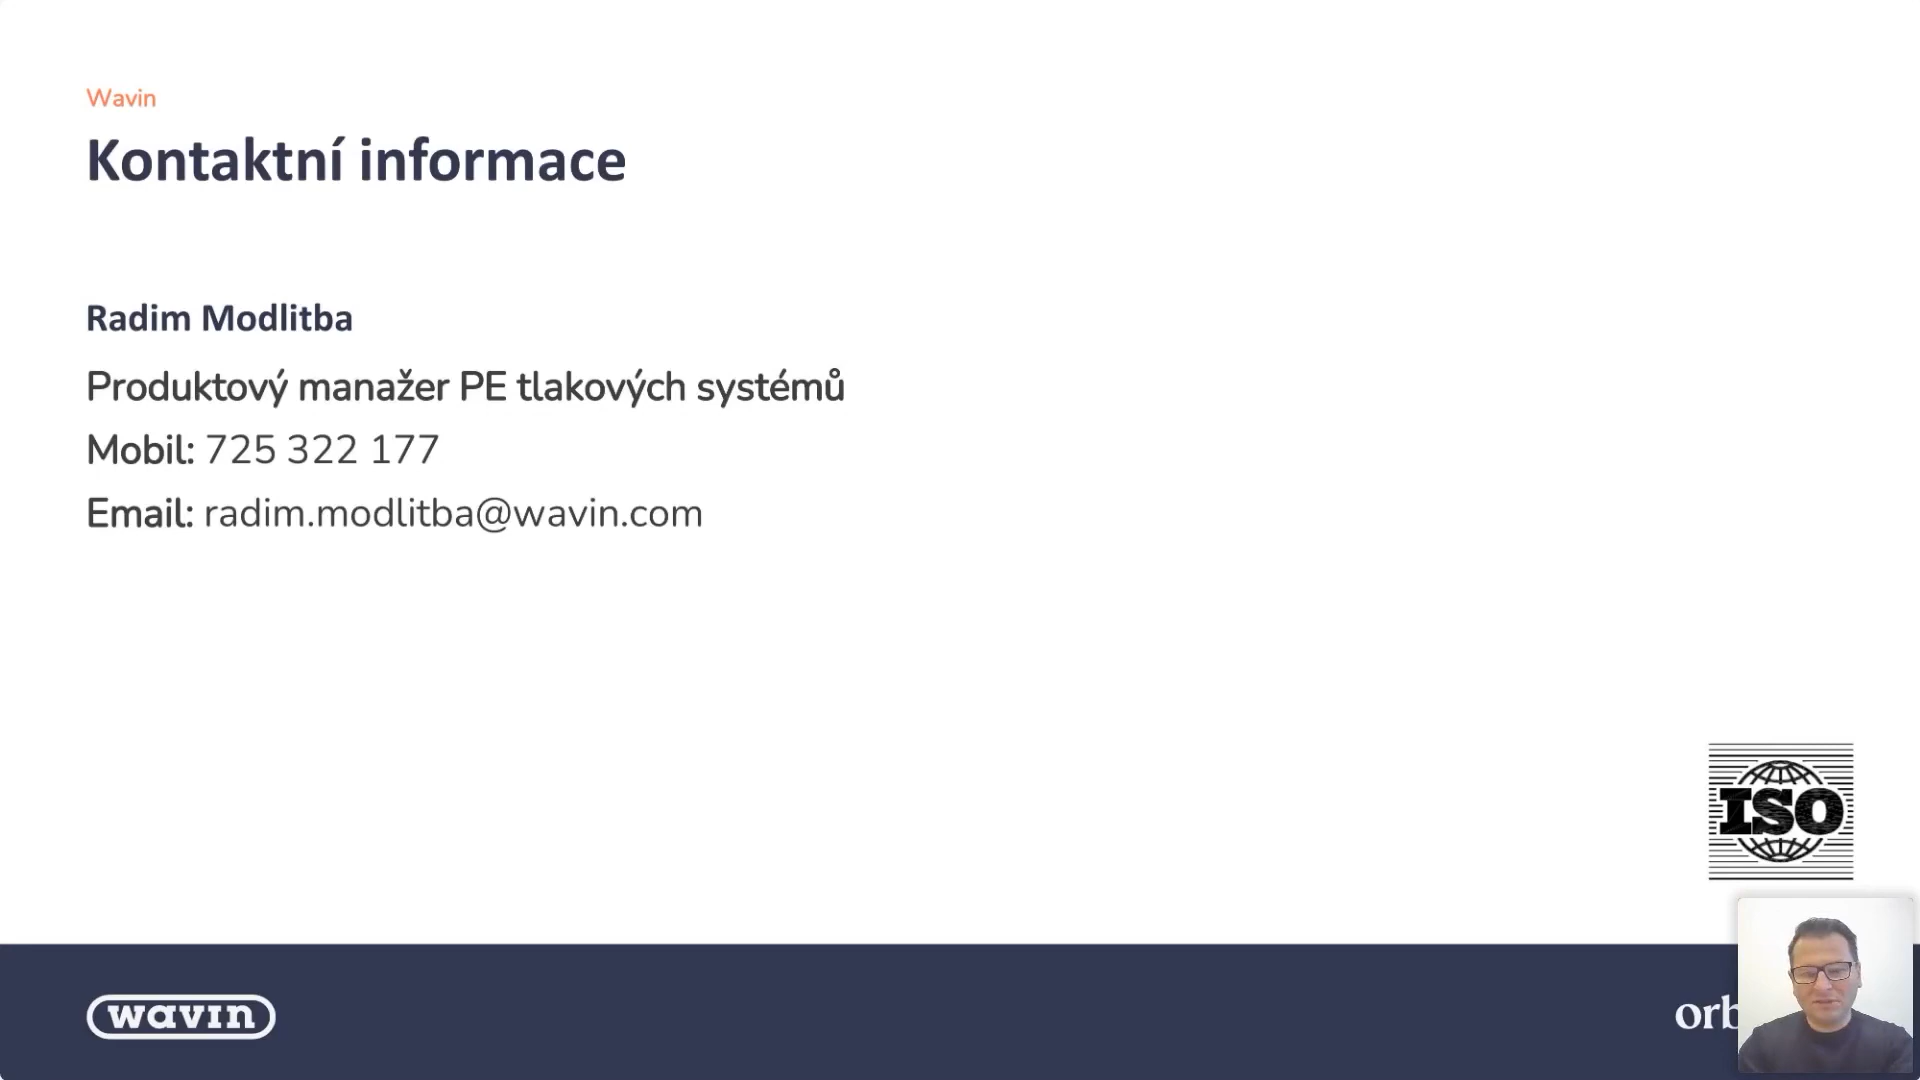 Wavin
Kontaktní informace
Radim Modlitba
Produktový manažer PE tlakových systémů
Mobil: 725 322 177
Email: radim.modlitba@wavin.com
ISO
wavin